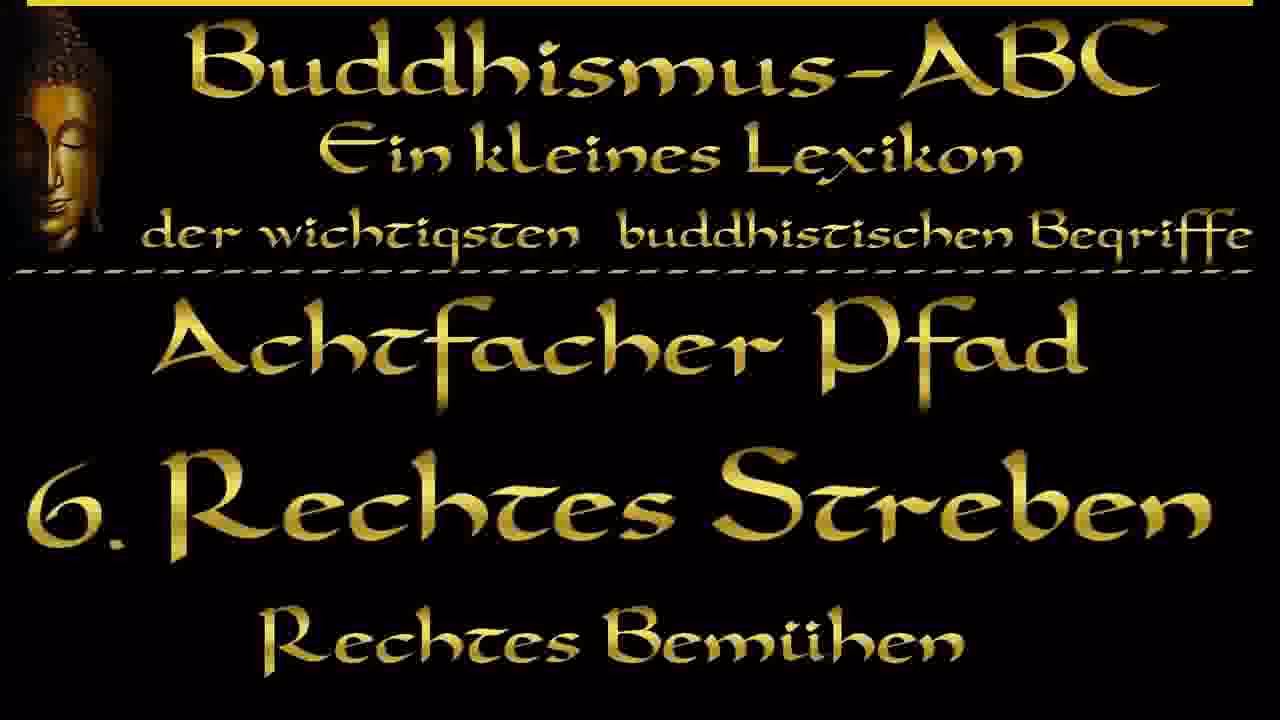 Buddhismus-ABC
Ein kleines Lexikon
der wichtigsten buddhistischen Begriffe
Achtfacher Pfad
6. Rechtes Streben
Rechtes Bemühen